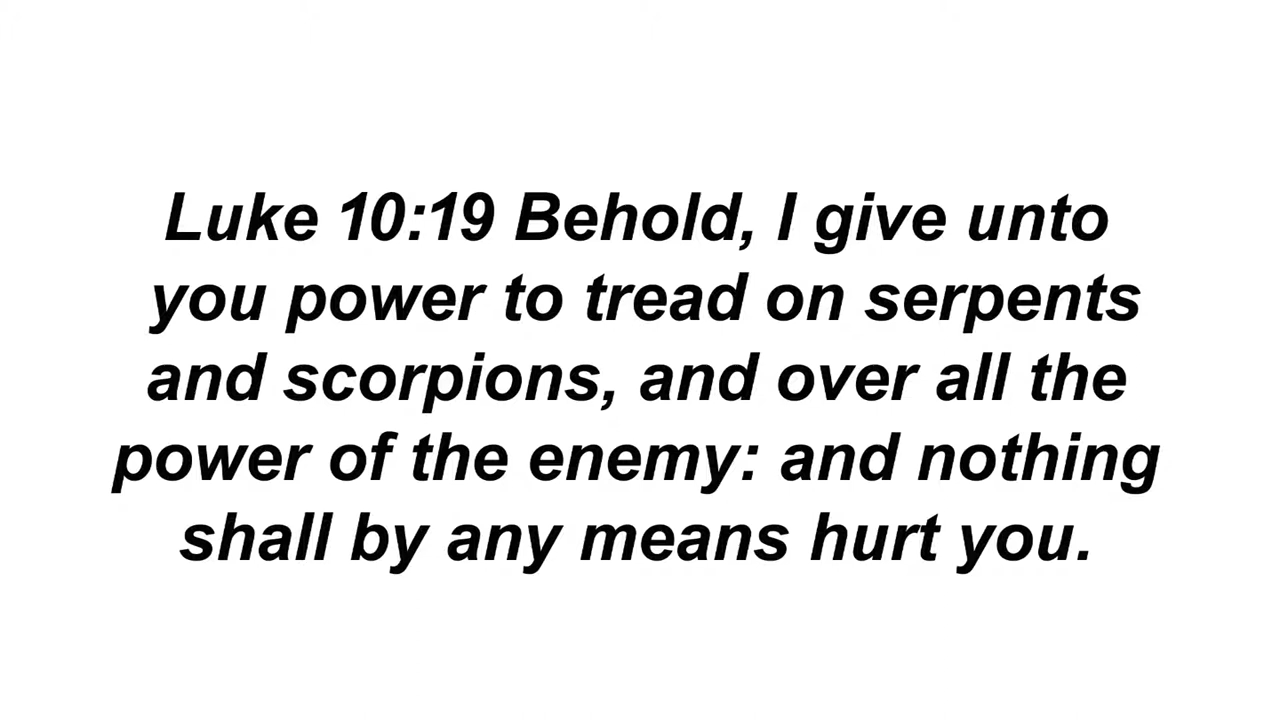 Luke 10:19 Behold, I give unto
you power to tread on serpents
and scorpions, and over all the
power of the enemy: and nothing
shall by any means hurt you.